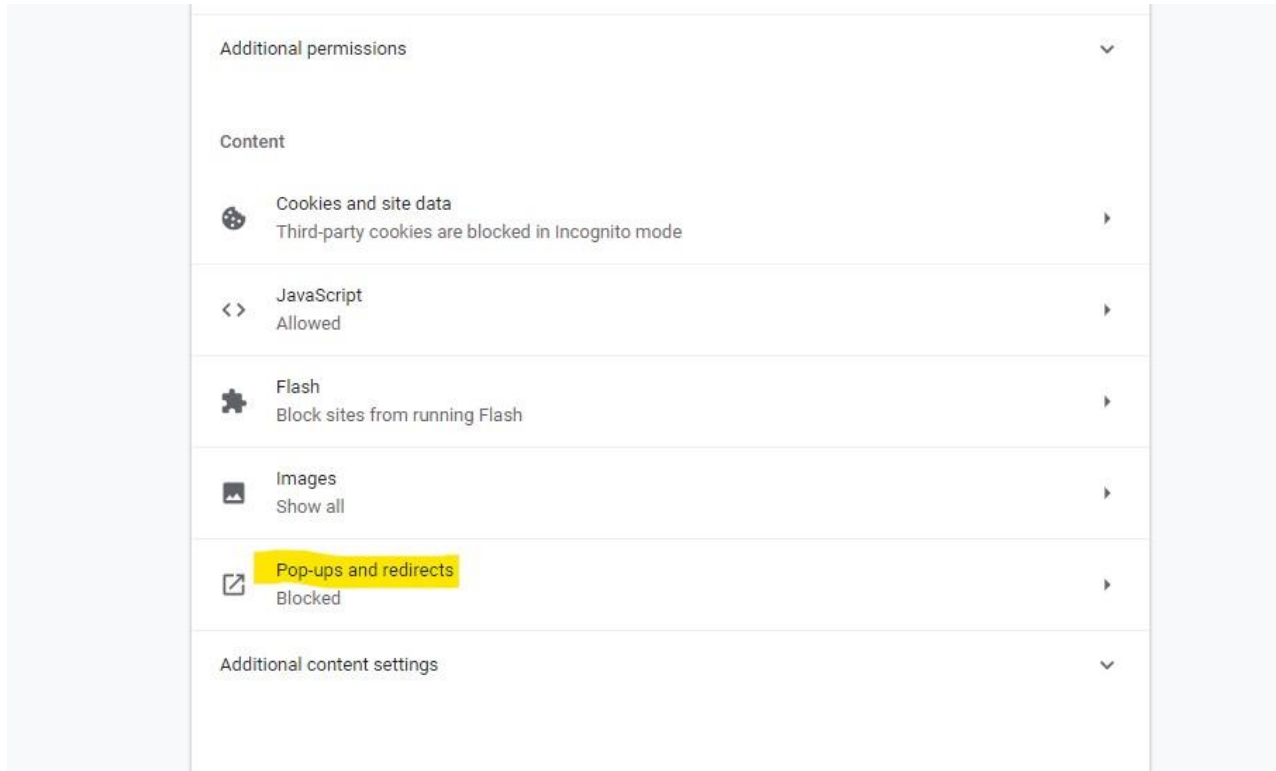 Additional permissions
Content
Cookies and site data
Third-party cookies are blocked in Incognito mode
JavaScript
Allowed
Flash
Block sites from running Flash
Images
Show all
Pop-ups and redirects
Blocked
Additional content settings